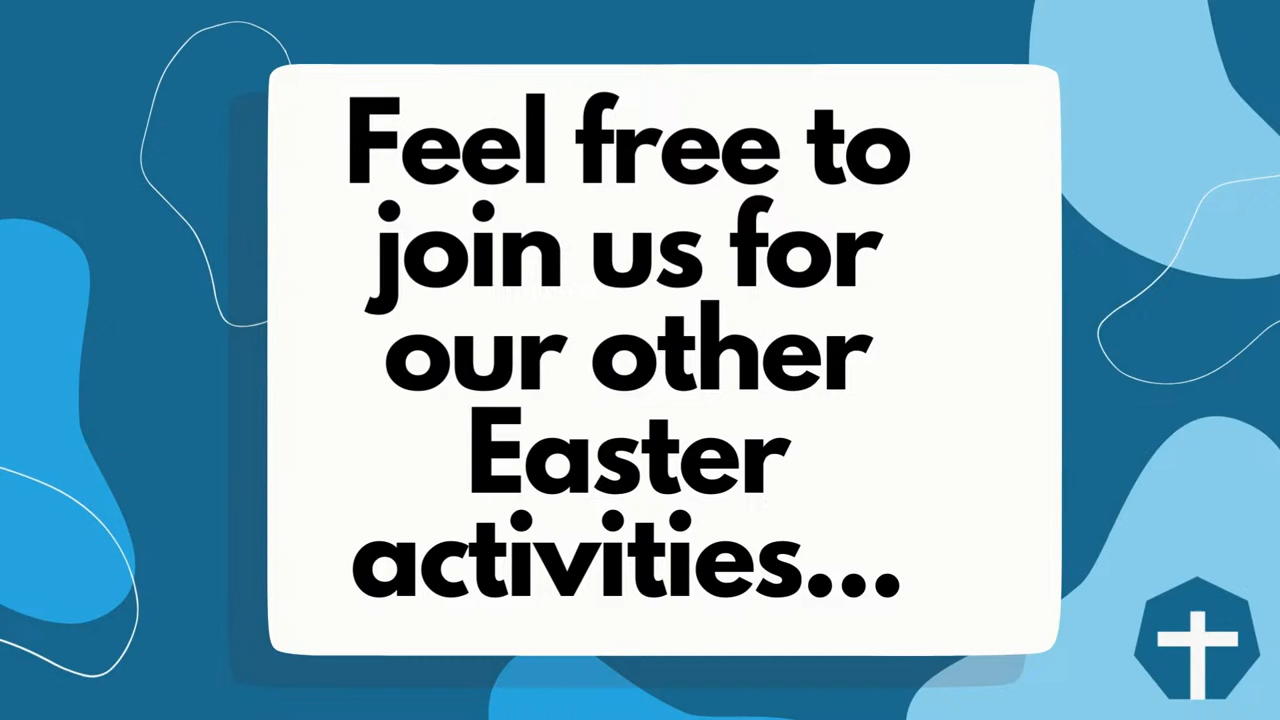 Feel free to
join us for
our other
Easter
activities...